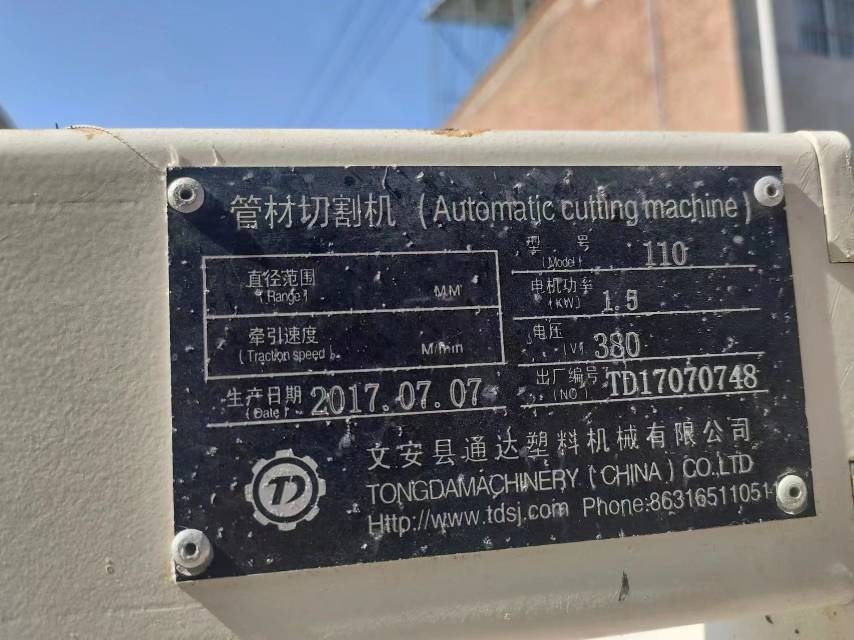 管材切割机 (Automatic cutting machine)
直径范围
(Range) MM
牵引速度
(Traction speed) M/min
生产日期
(Date) 2017.07.07
型 号
(Model) 110
电机功率
(KW) 1.5
电压
(V) 380
出厂编号
(NO) TD17070748
TD
文安县通达塑料机械有限公司
TONGDAMACHINERY (CHINA) CO.LTD
Http://www.tdsj.com Phone:86316511051